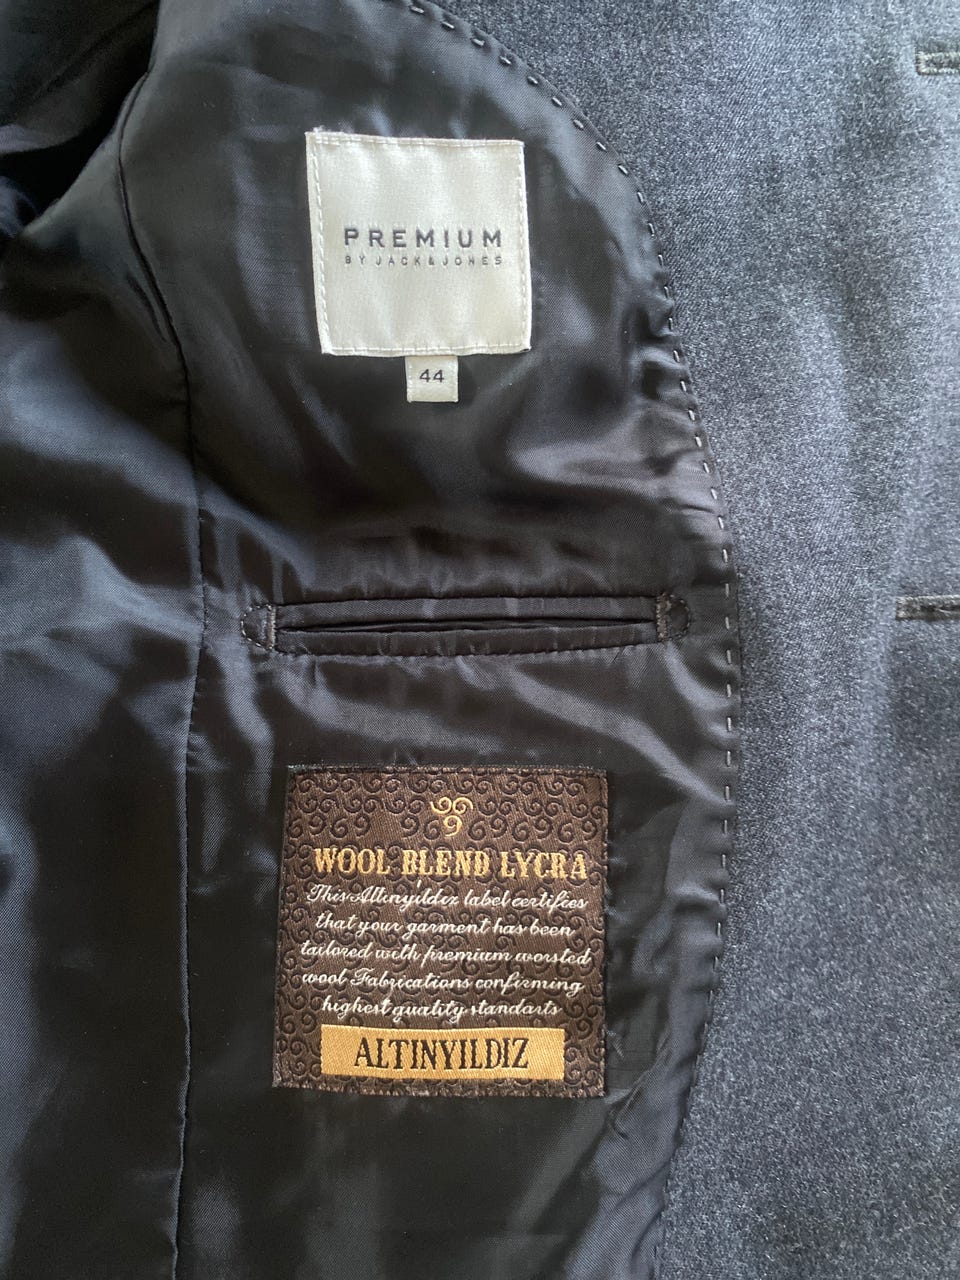 PREMIUM
BY JACK&JONES
44
WOOL BLEND LYCRA
This Altinyildiz label certifies
that your garment has been
tailored with premium worsted
wool Fabrications confirming
highest quality standarts
ALTINYILDIZ